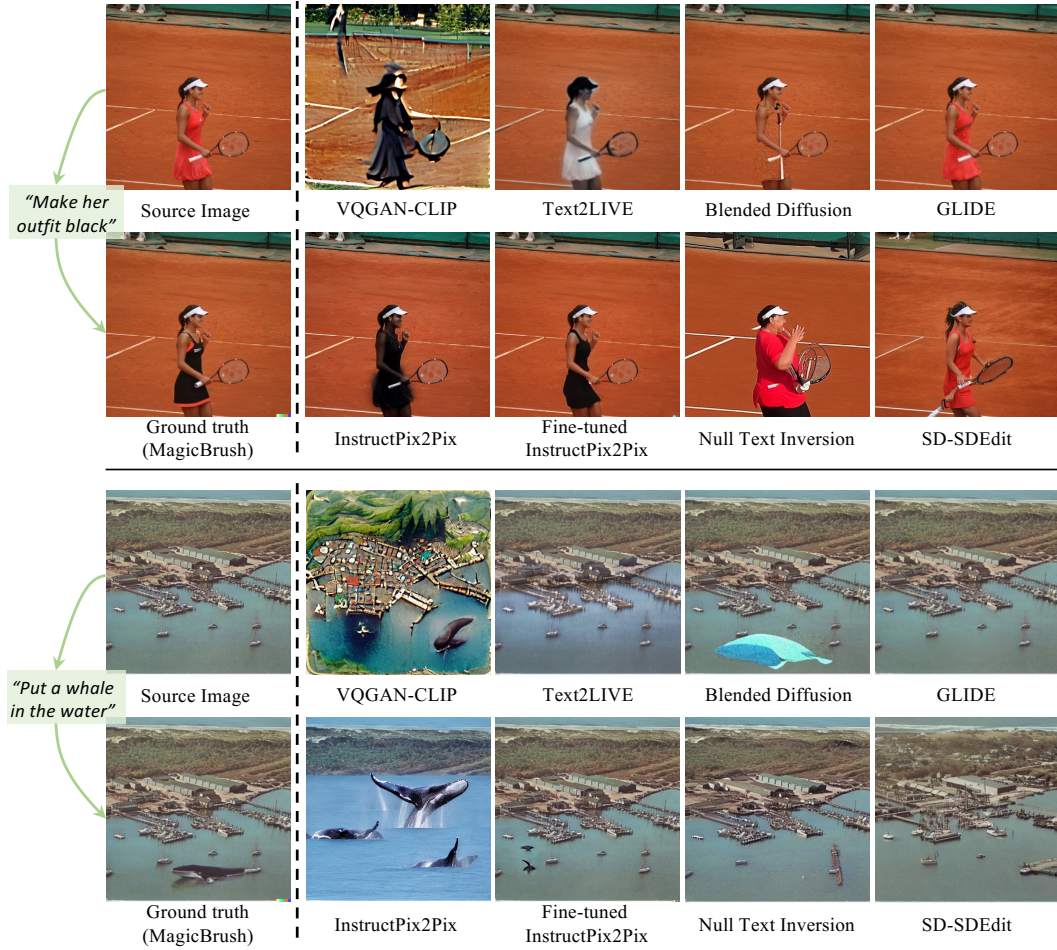 “Make her
outfit black”
Source Image
VQGAN-CLIP
Text2LIVE
Blended Diffusion
GLIDE
Ground truth
(MagicBrush)
InstructPix2Pix
Fine-tuned
InstructPix2Pix
Null Text Inversion
SD-SDEdit
“Put a whale
in the water”
Source Image
VQGAN-CLIP
Text2LIVE
Blended Diffusion
GLIDE
Ground truth
(MagicBrush)
InstructPix2Pix
Fine-tuned
InstructPix2Pix
Null Text Inversion
SD-SDEdit